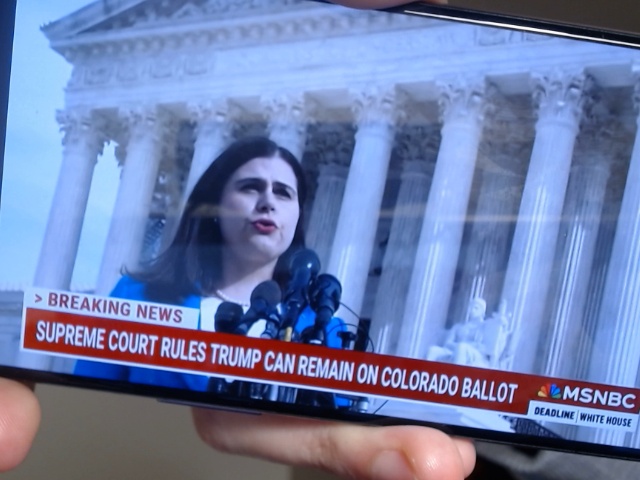 > BREAKING NEWS
SUPREME COURT RULES TRUMP CAN REMAIN ON COLORADO BALLOT
MSNBC
DEADLINE | WHITE HOUSE